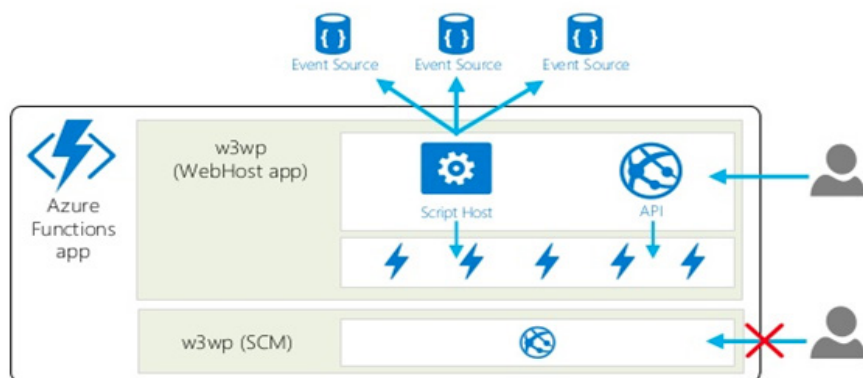 Event Source
Event Source
Event Source
w3wp
(WebHost app)
Azure
Functions
app
Script Host
API
w3wp (SCM)